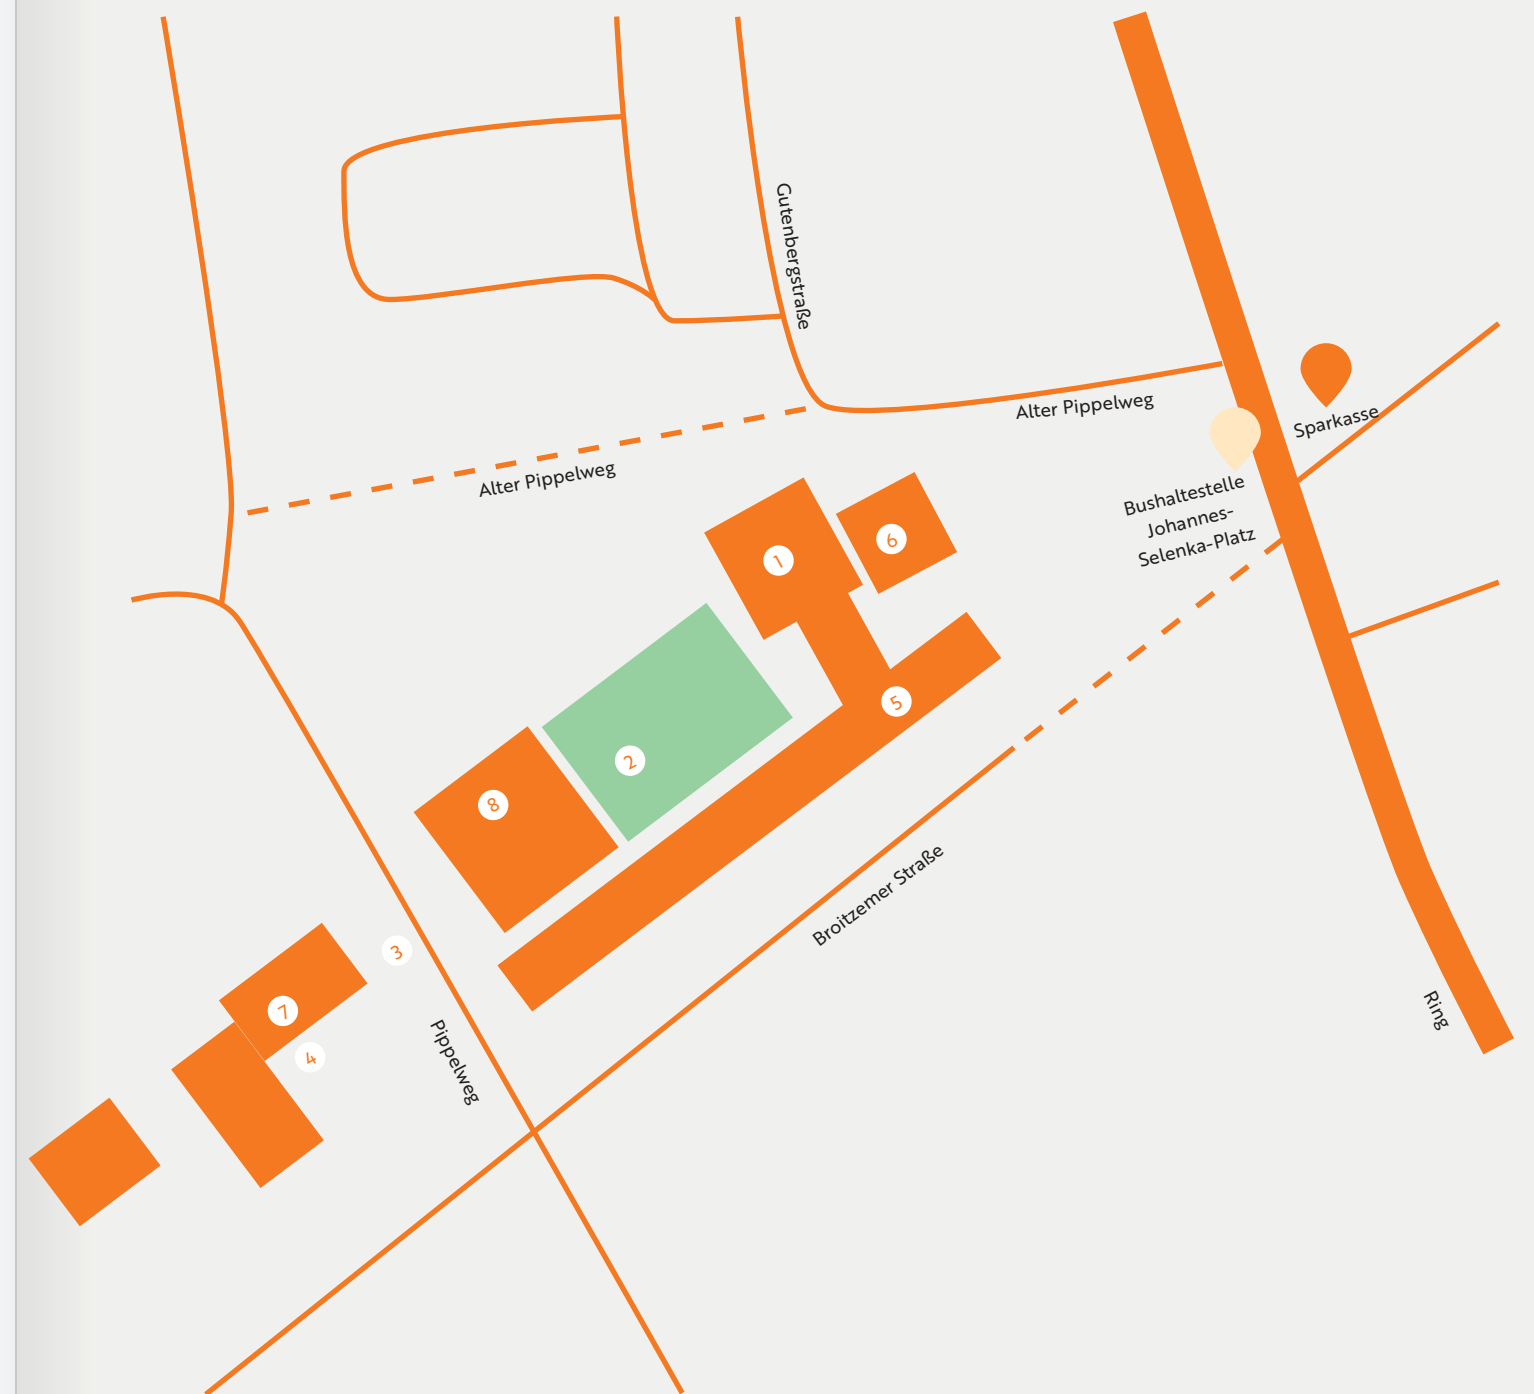 Gutenbergstraße
Alter Pippelweg
Sparkasse
Alter Pippelweg
Bushaltestelle
Johannes-
Selenka-Platz
1
6
5
2
8
Broitzemer Straße
3
7
4
Pippelweg
Ring